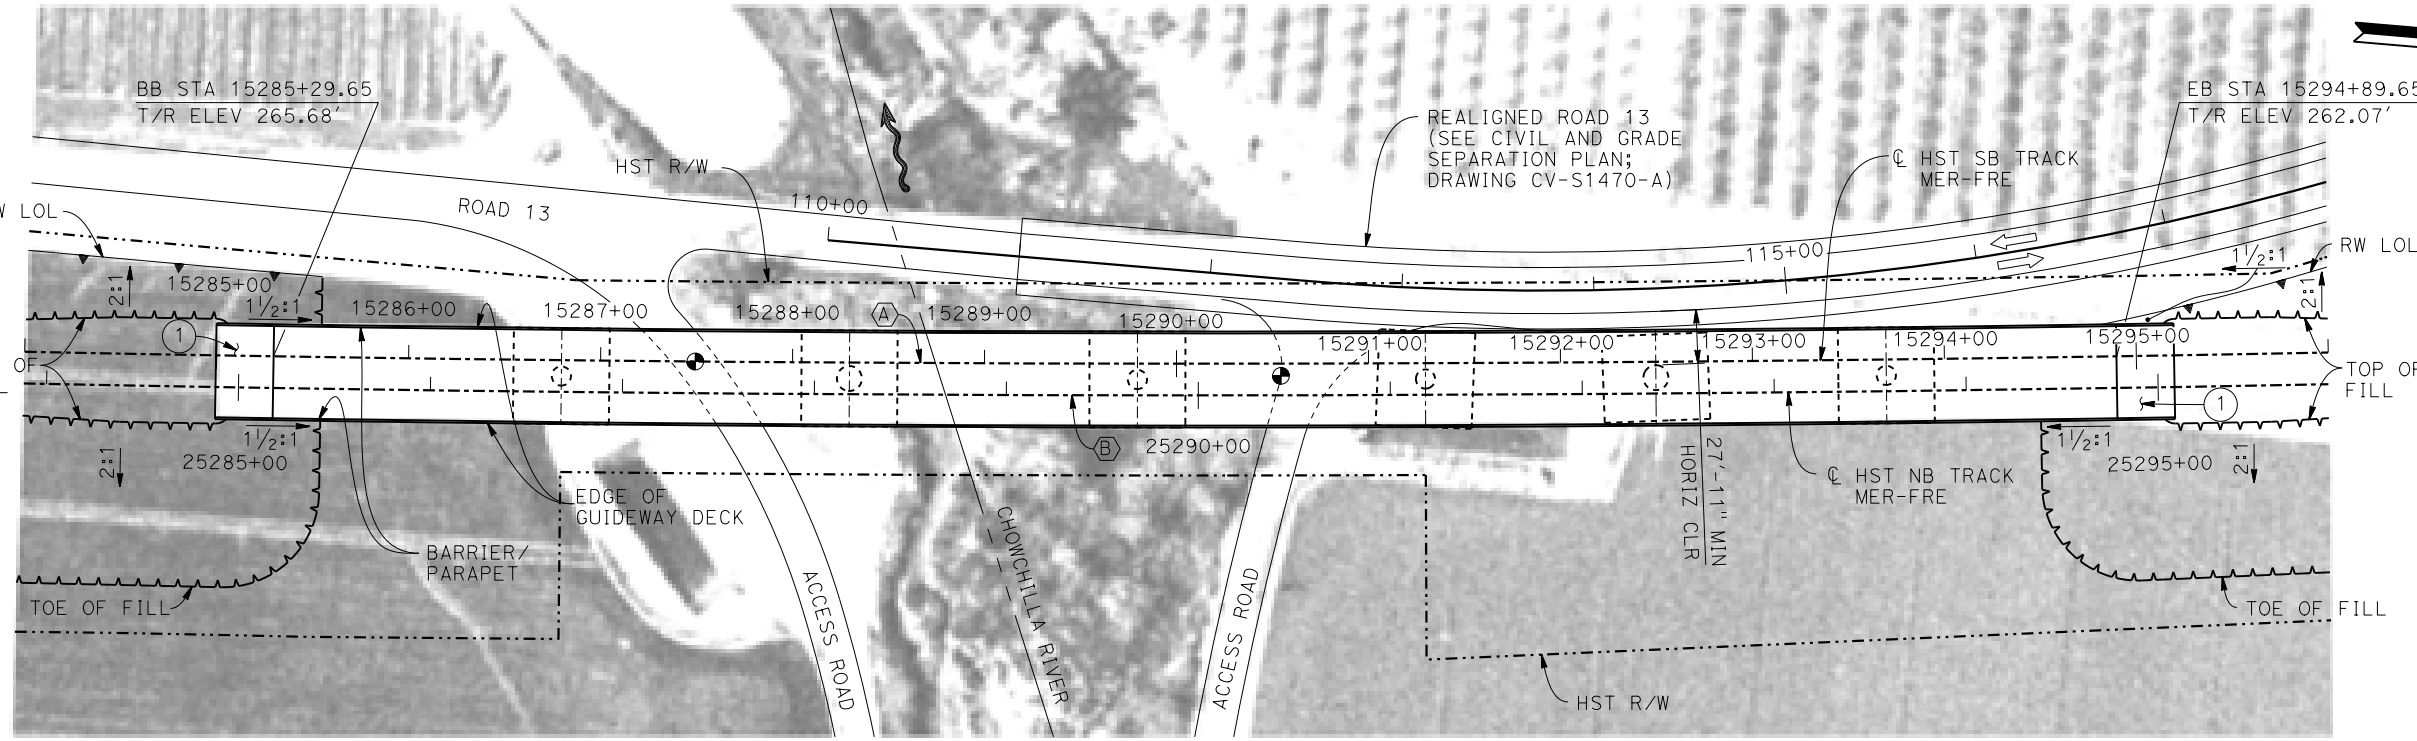 BB STA 15285+29.65
T/R ELEV 265.68'
EB STA 15294+89.65
T/R ELEV 262.07'
REALIGNED ROAD 13
(SEE CIVIL AND GRADE
SEPARATION PLAN;
DRAWING CV-S1470-A)
HST R/W
℄ HST SB TRACK
MER-FRE
ROAD 13
110+00
115+00
W LOL
RW LOL
1½:1
2:1
2:1
15285+00
1½:1
15286+00
15287+00
15288+00
A
15289+00
15290+00
15291+00
15292+00
15293+00
15294+00
15295+00
1
OF
TOP OF
FILL
1
1½:1
25285+00
2:1
B
25290+00
27'-11" MIN
HORIZ CLR
℄ HST NB TRACK
MER-FRE
1½:1
25295+00
2:1
EDGE OF
GUIDEWAY DECK
BARRIER/
PARAPET
ACCESS ROAD
CHOWCHILLA RIVER
ACCESS ROAD
TOE OF FILL
TOE OF FILL
HST R/W